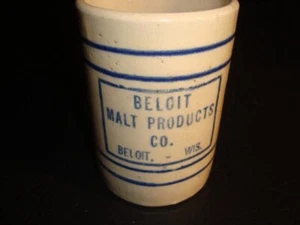 BELOIT
MALT PRODUCTS
CO.
BELOIT, - WIS.